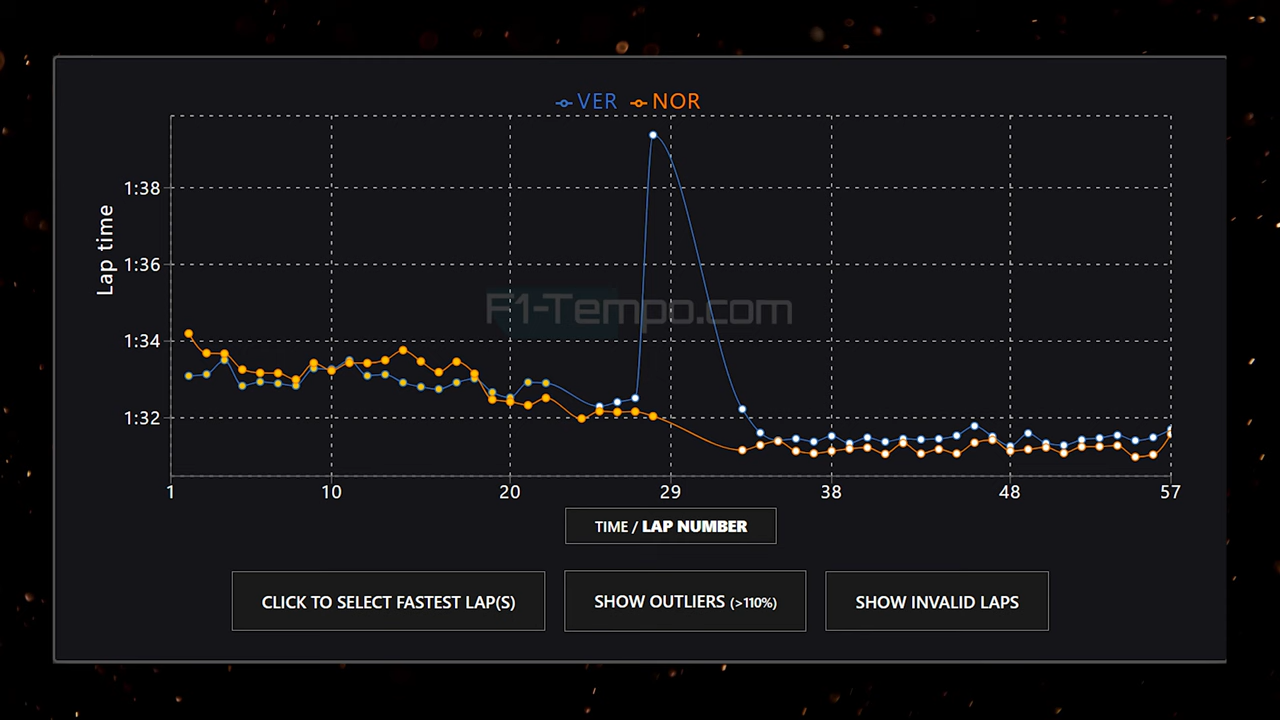 VER NOR
1:38
Lap time
1:36
F1-Tempo.com
1:34
1:32
1 10 20 29 38 48 57
TIME / LAP NUMBER
CLICK TO SELECT FASTEST LAP(S) SHOW OUTLIERS (>110%) SHOW INVALID LAPS